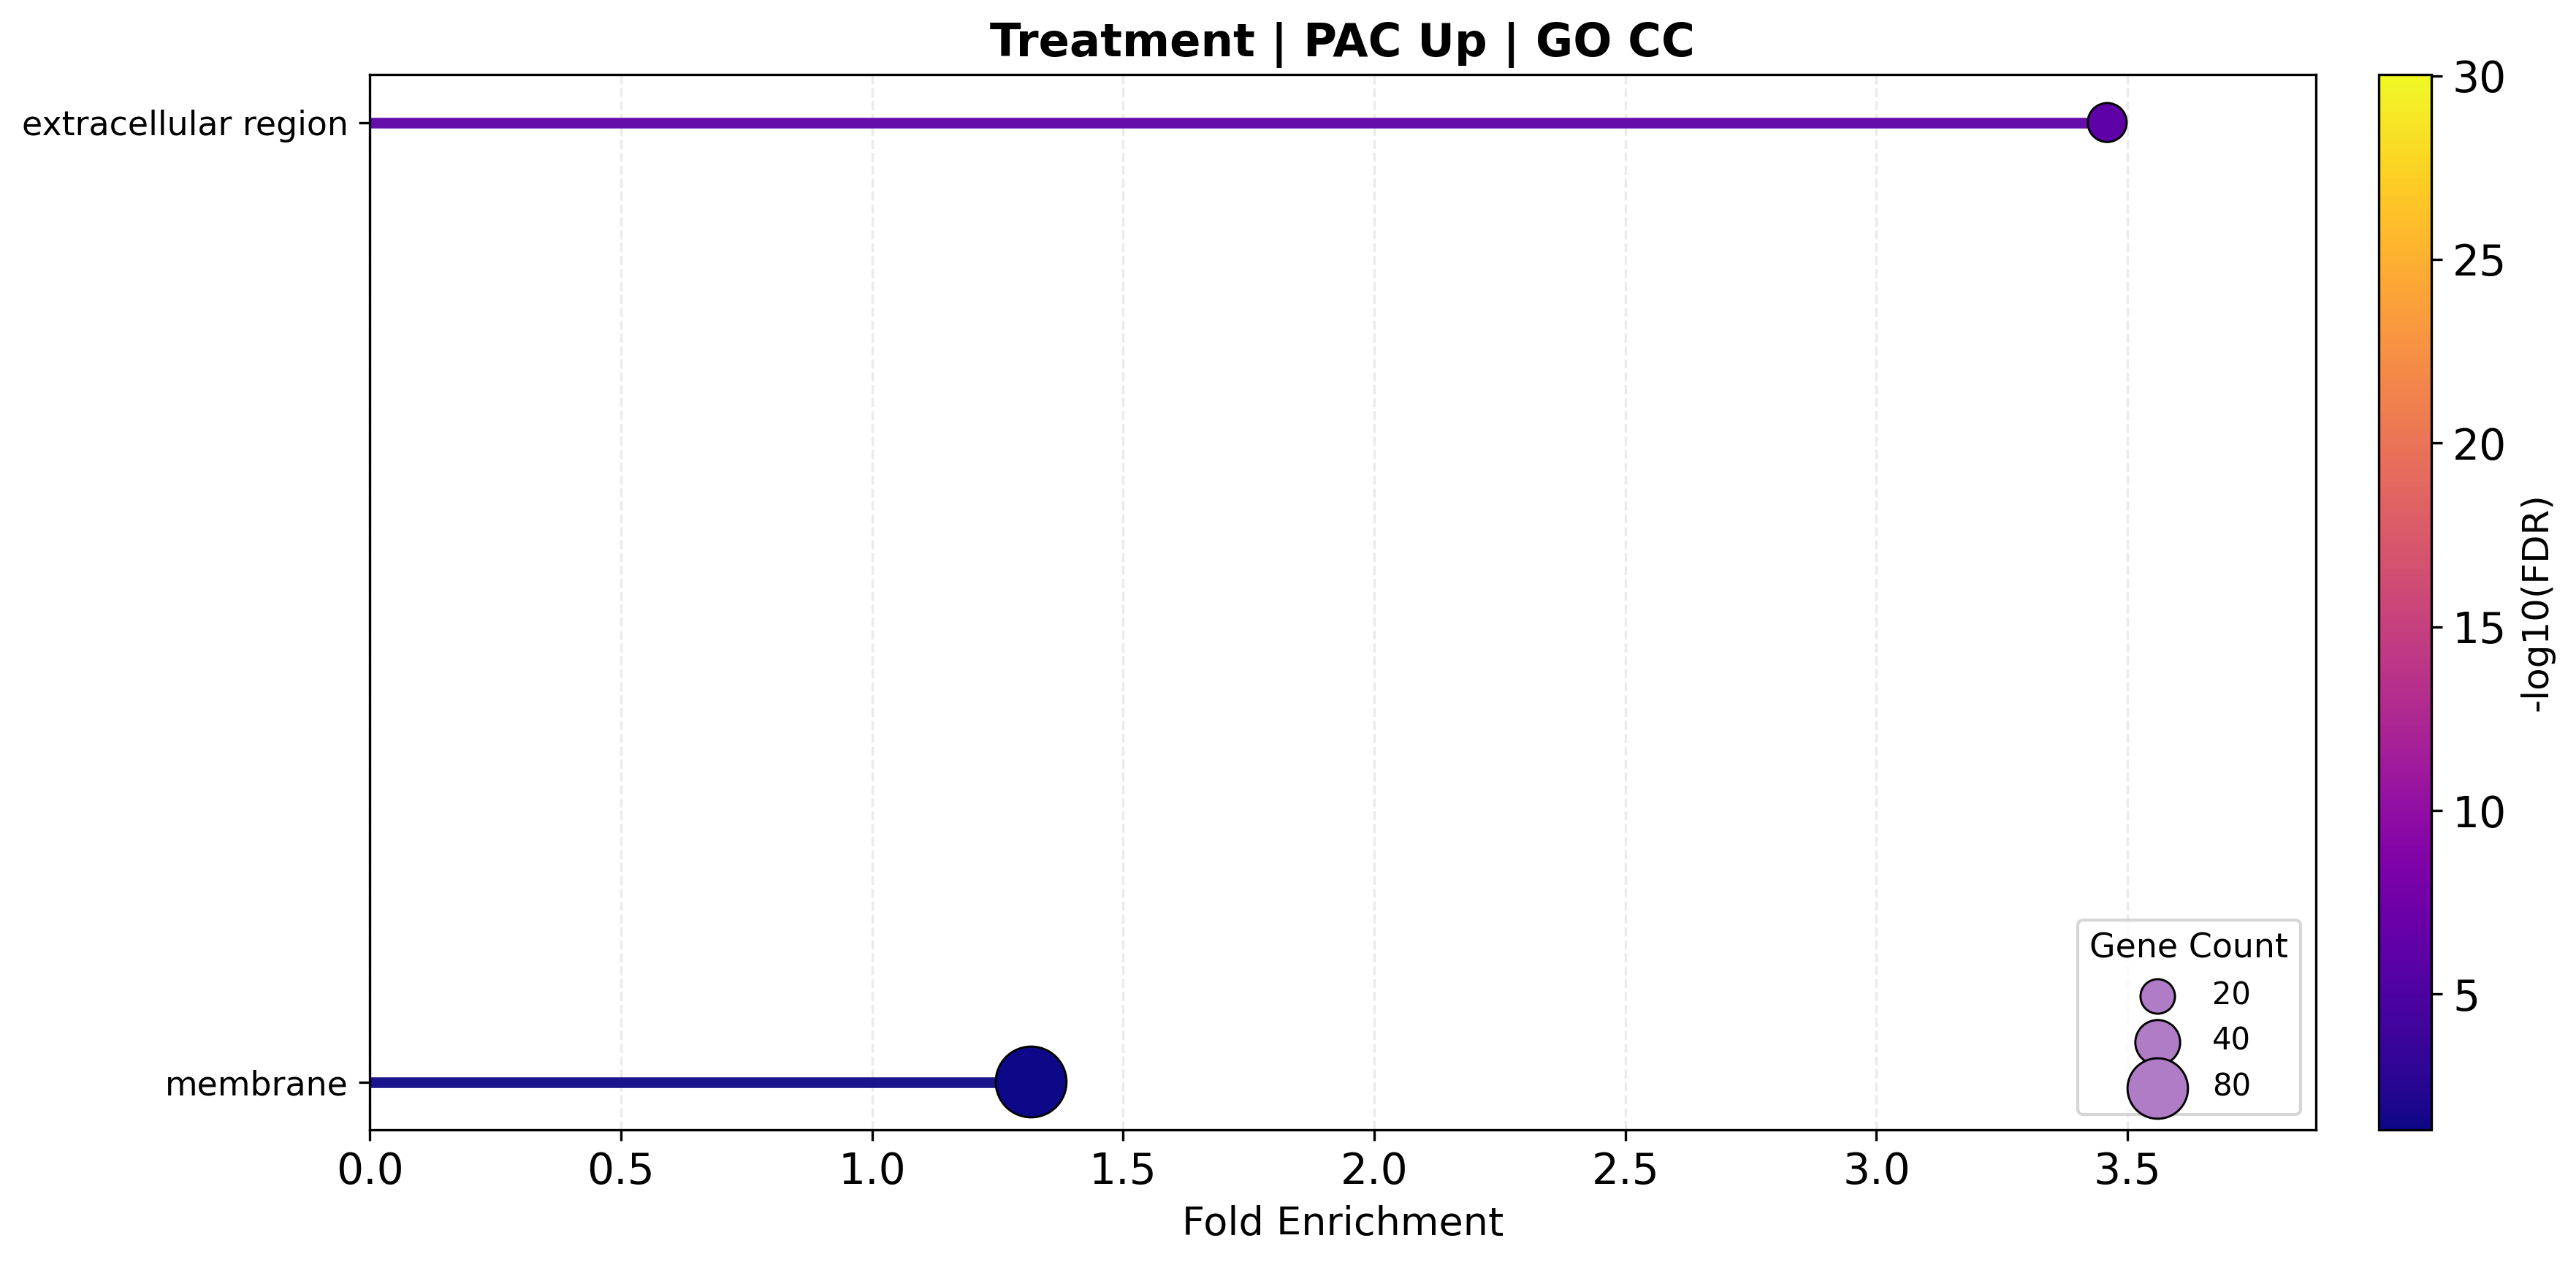 Treatment | PAC Up | GO CC
extracellular region
membrane
0.0 0.5 1.0 1.5 2.0 2.5 3.0 3.5
Fold Enrichment
Gene Count
20
40
80
30
25
20
15
10
5
-log10(FDR)